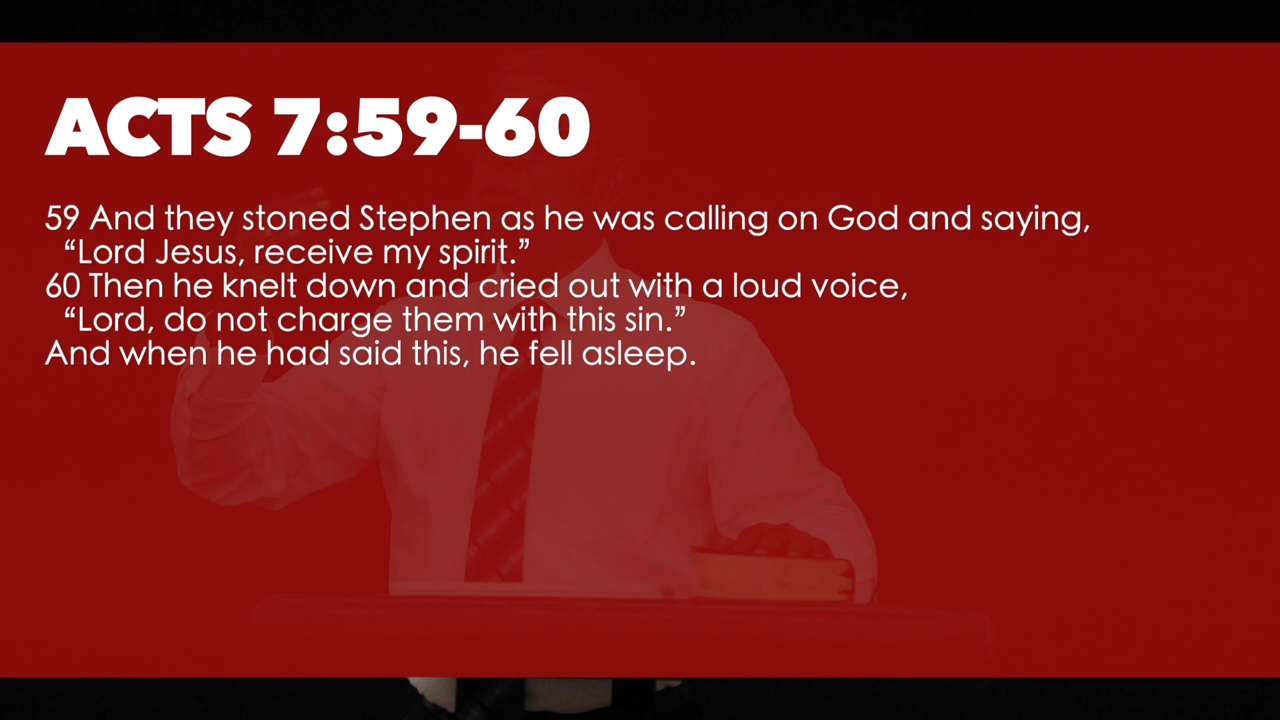 ACTS 7:59-60
59 And they stoned Stephen as he was calling on God and saying,
“Lord Jesus, receive my spirit.”
60 Then he knelt down and cried out with a loud voice,
“Lord, do not charge them with this sin.”
And when he had said this, he fell asleep.